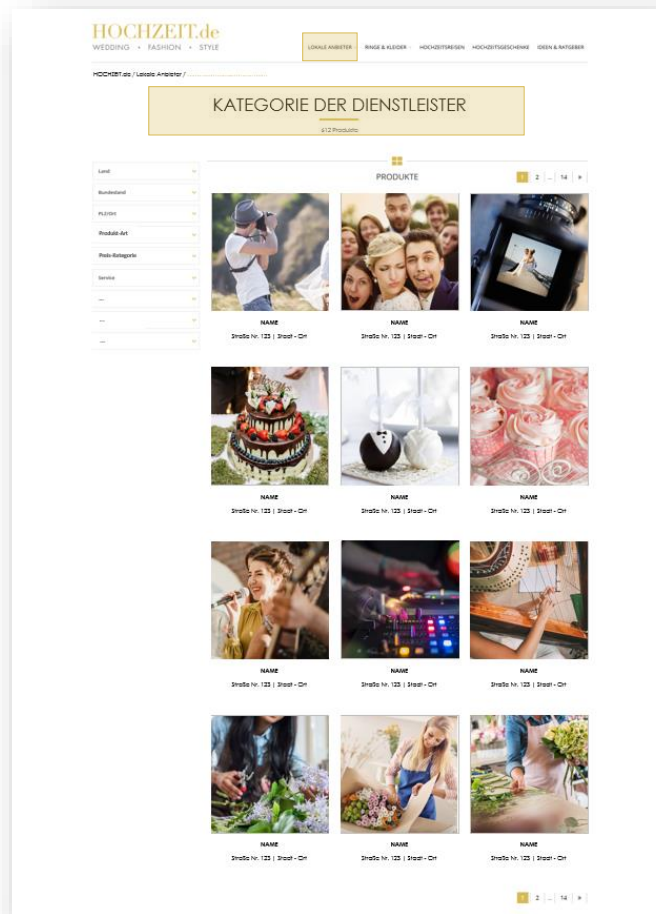 HOCHZEIT.de
WEDDING • FASHION • STYLE
LOKALE ANBIETER RINGE & KLEIDER HOCHZEITSREISEN HOCHZEITSGESCHENKE IDEEN & RATGEBER
HOCHZEIT.de / Lokale Anbieter / ................................
KATEGORIE DER DIENSTLEISTER
612 Produkte
Land
Bundesland
PLZ/Ort
Produkt-Art
Preis-Kategorie
Service
...
...
...
PRODUKTE
1 2 ... 14 »
NAME NAME NAME
Straße Nr. 123 | Stadt - Ort Straße Nr. 123 | Stadt - Ort Straße Nr. 123 | Stadt - Ort
NAME NAME NAME
Straße Nr. 123 | Stadt - Ort Straße Nr. 123 | Stadt - Ort Straße Nr. 123 | Stadt - Ort
NAME NAME NAME
Straße Nr. 123 | Stadt - Ort Straße Nr. 123 | Stadt - Ort Straße Nr. 123 | Stadt - Ort
NAME NAME NAME
Straße Nr. 123 | Stadt - Ort Straße Nr. 123 | Stadt - Ort Straße Nr. 123 | Stadt - Ort
1 2 ... 14 »